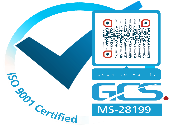 ISO 9001 Certified
GCS.
MS-28199